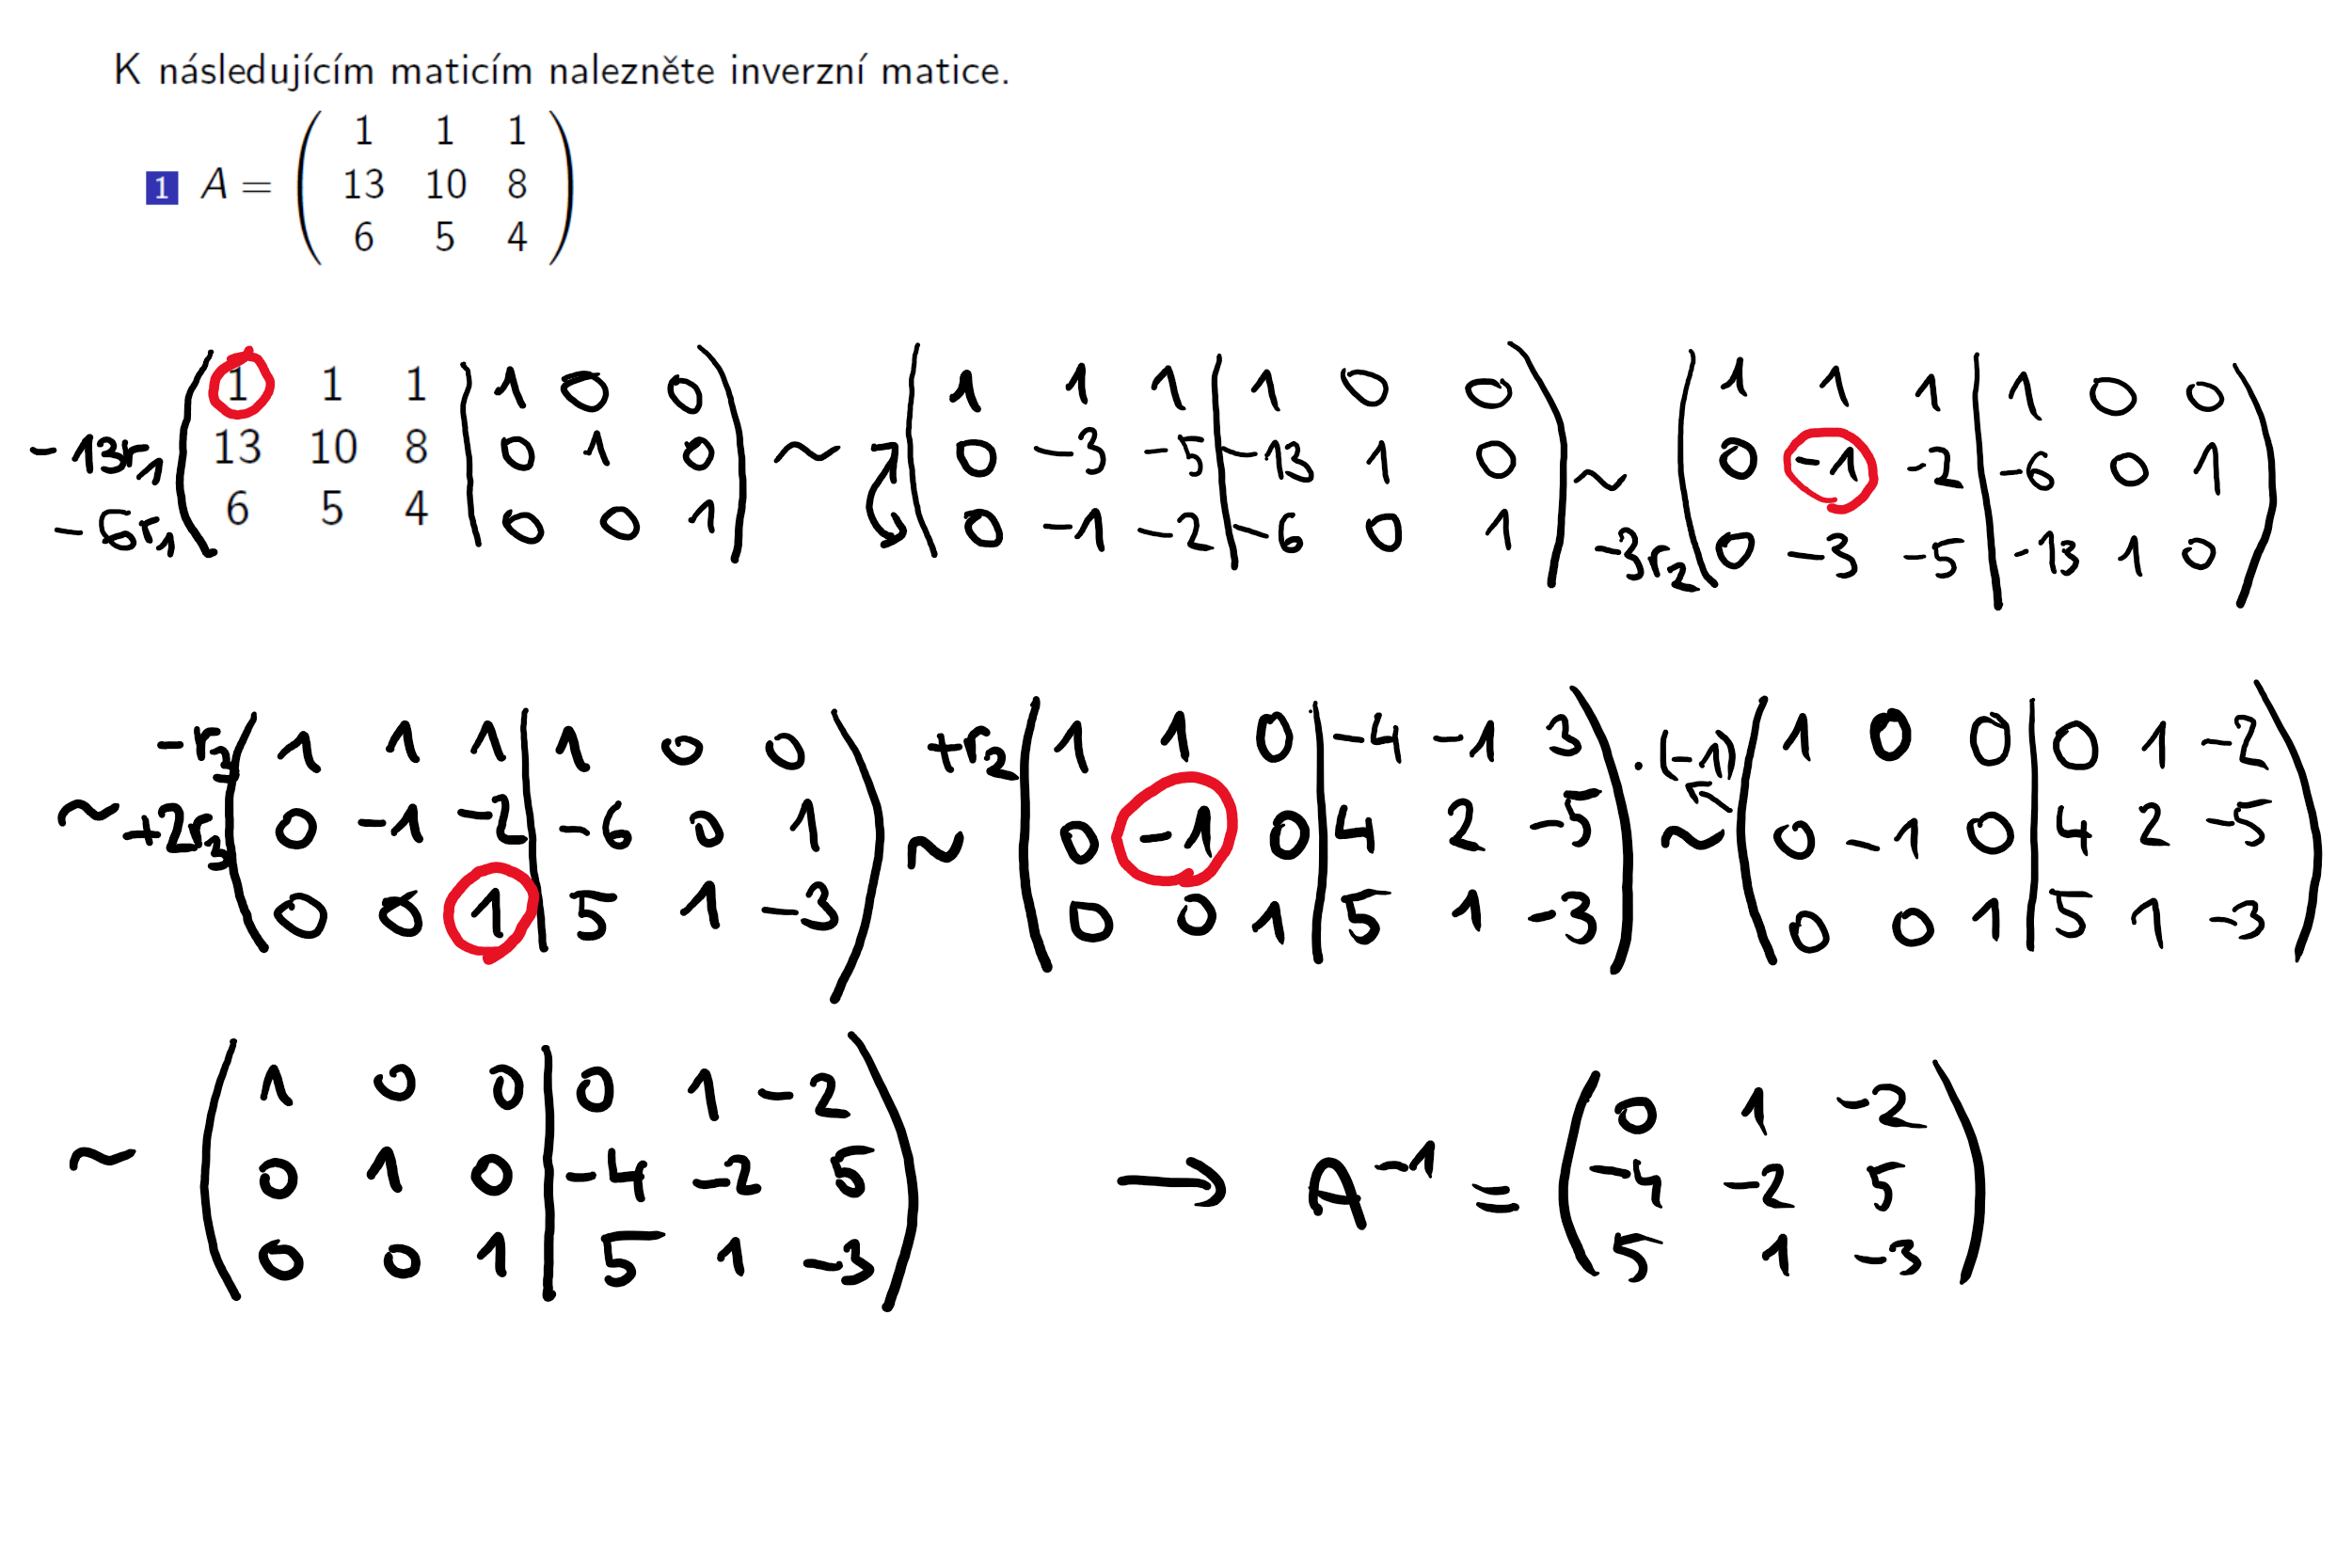 K následujícím maticím nalezněte inverzní matice.
1 1 1
1 A = 13 10 8
6 5 4
1 1 1 | 1 0 0
-13r₁ 13 10 8 | 0 1 0
-6r₁ 6 5 4 | 0 0 1
~
1 1 1 | 1 0 0
0 -3 -5 | -13 1 0
0 -1 -2 | -6 0 1
~
1 1 1 | 1 0 0
0 -1 -2 | -6 0 1
-3r₂ 0 -3 -5 | -13 1 0
-r₃ 1 1 1 | 1 0 0
~ +2r₃ 0 -1 -2 | -6 0 1
0 0 1 | 5 1 -3
+r₂ 1 1 0 | -4 -1 3
~ 0 -1 0 | 4 2 -5
0 0 1 | 5 1 -3
·(-1) 1 0 0 | 0 1 -2
~ 0 -1 0 | 4 2 -5
0 0 1 | 5 1 -3
1 0 0 | 0 1 -2
~ 0 1 0 | -4 -2 5
0 0 1 | 5 1 -3
0 1 -2
→ A⁻¹ = -4 -2 5
5 1 -3